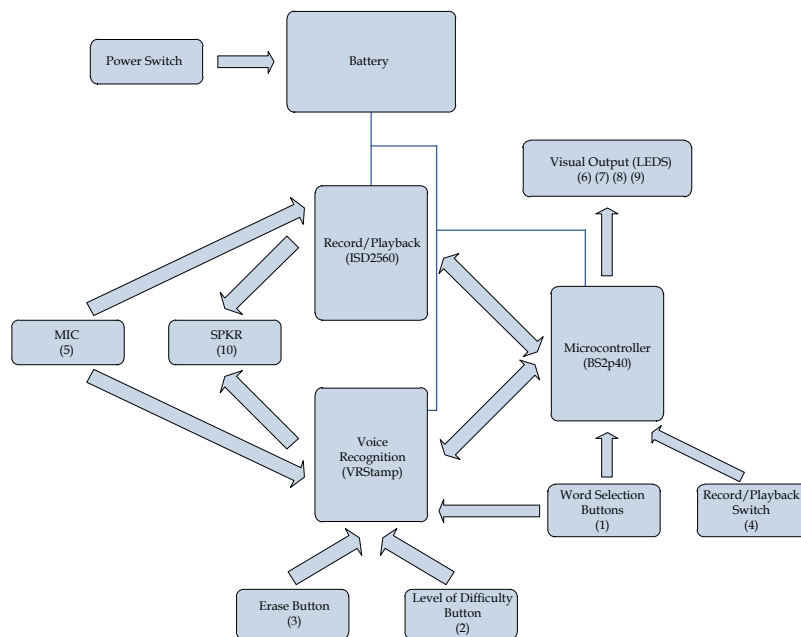 Power Switch
Battery
Visual Output (LEDS)
(6) (7) (8) (9)
Record/Playback
(ISD2560)
MIC
(5)
SPKR
(10)
Microcontroller
(BS2p40)
Voice
Recognition
(VRStamp)
Word Selection
Buttons
(1)
Record/Playback
Switch
(4)
Erase Button
(3)
Level of Difficulty
Button
(2)